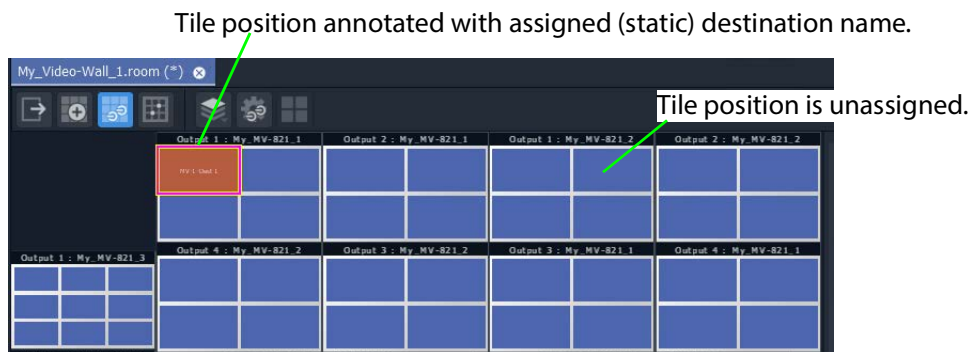 Tile position annotated with assigned (static) destination name.
My_Video-Wall_1.room (*)
Tile position is unassigned.
Output 1 : My_MV-821_1
Output 2 : My_MV-821_1
Output 1 : My_MV-821_2
Output 2 : My_MV-821_2
Output 4 : My_MV-821_2
Output 3 : My_MV-821_2
Output 3 : My_MV-821_1
Output 4 : My_MV-821_1
Output 1 : My_MV-821_3